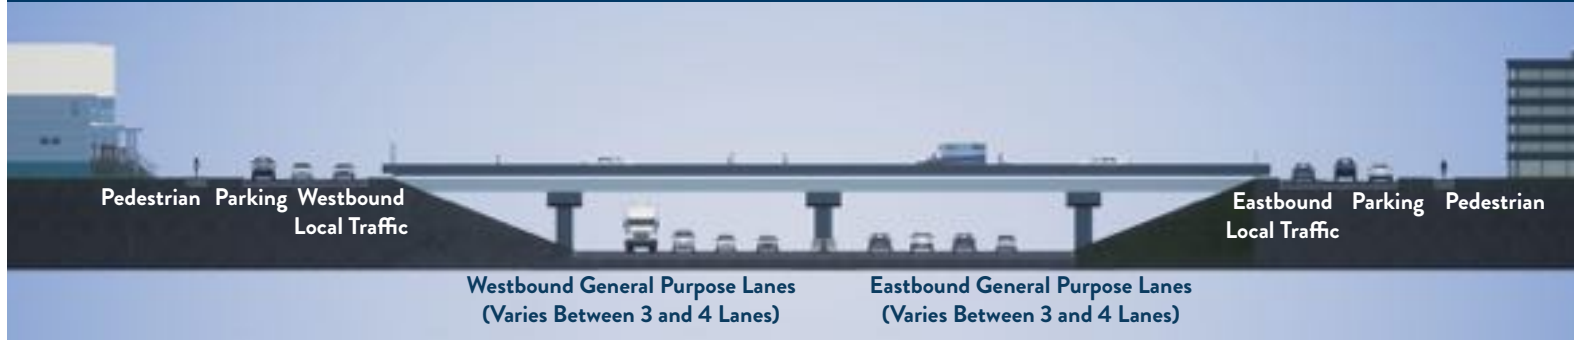 Pedestrian Parking Westbound
Local Traffic
Eastbound Parking Pedestrian
Local Traffic
Westbound General Purpose Lanes
(Varies Between 3 and 4 Lanes)
Eastbound General Purpose Lanes
(Varies Between 3 and 4 Lanes)